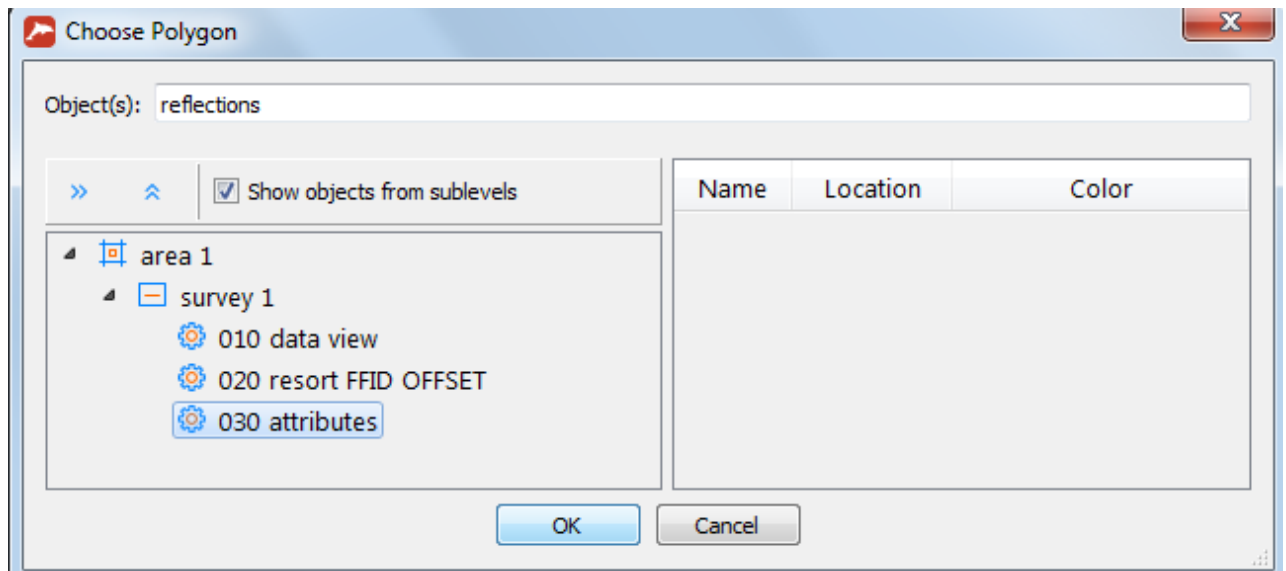 Choose Polygon
Object(s): reflections
Show objects from sublevels
Name Location Color
area 1
survey 1
010 data view
020 resort FFID OFFSET
030 attributes
OK Cancel